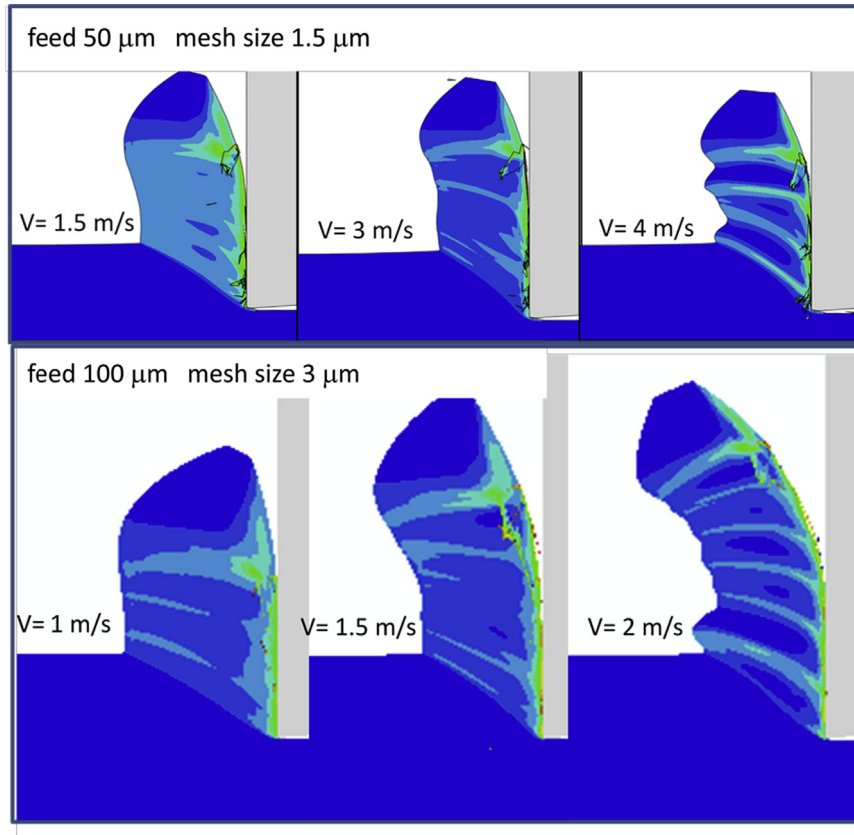 feed 50 μm   mesh size 1.5 μm
V= 1.5 m/s
V= 3 m/s
V= 4 m/s
feed 100 μm   mesh size 3 μm
V= 1 m/s
V= 1.5 m/s
V= 2 m/s